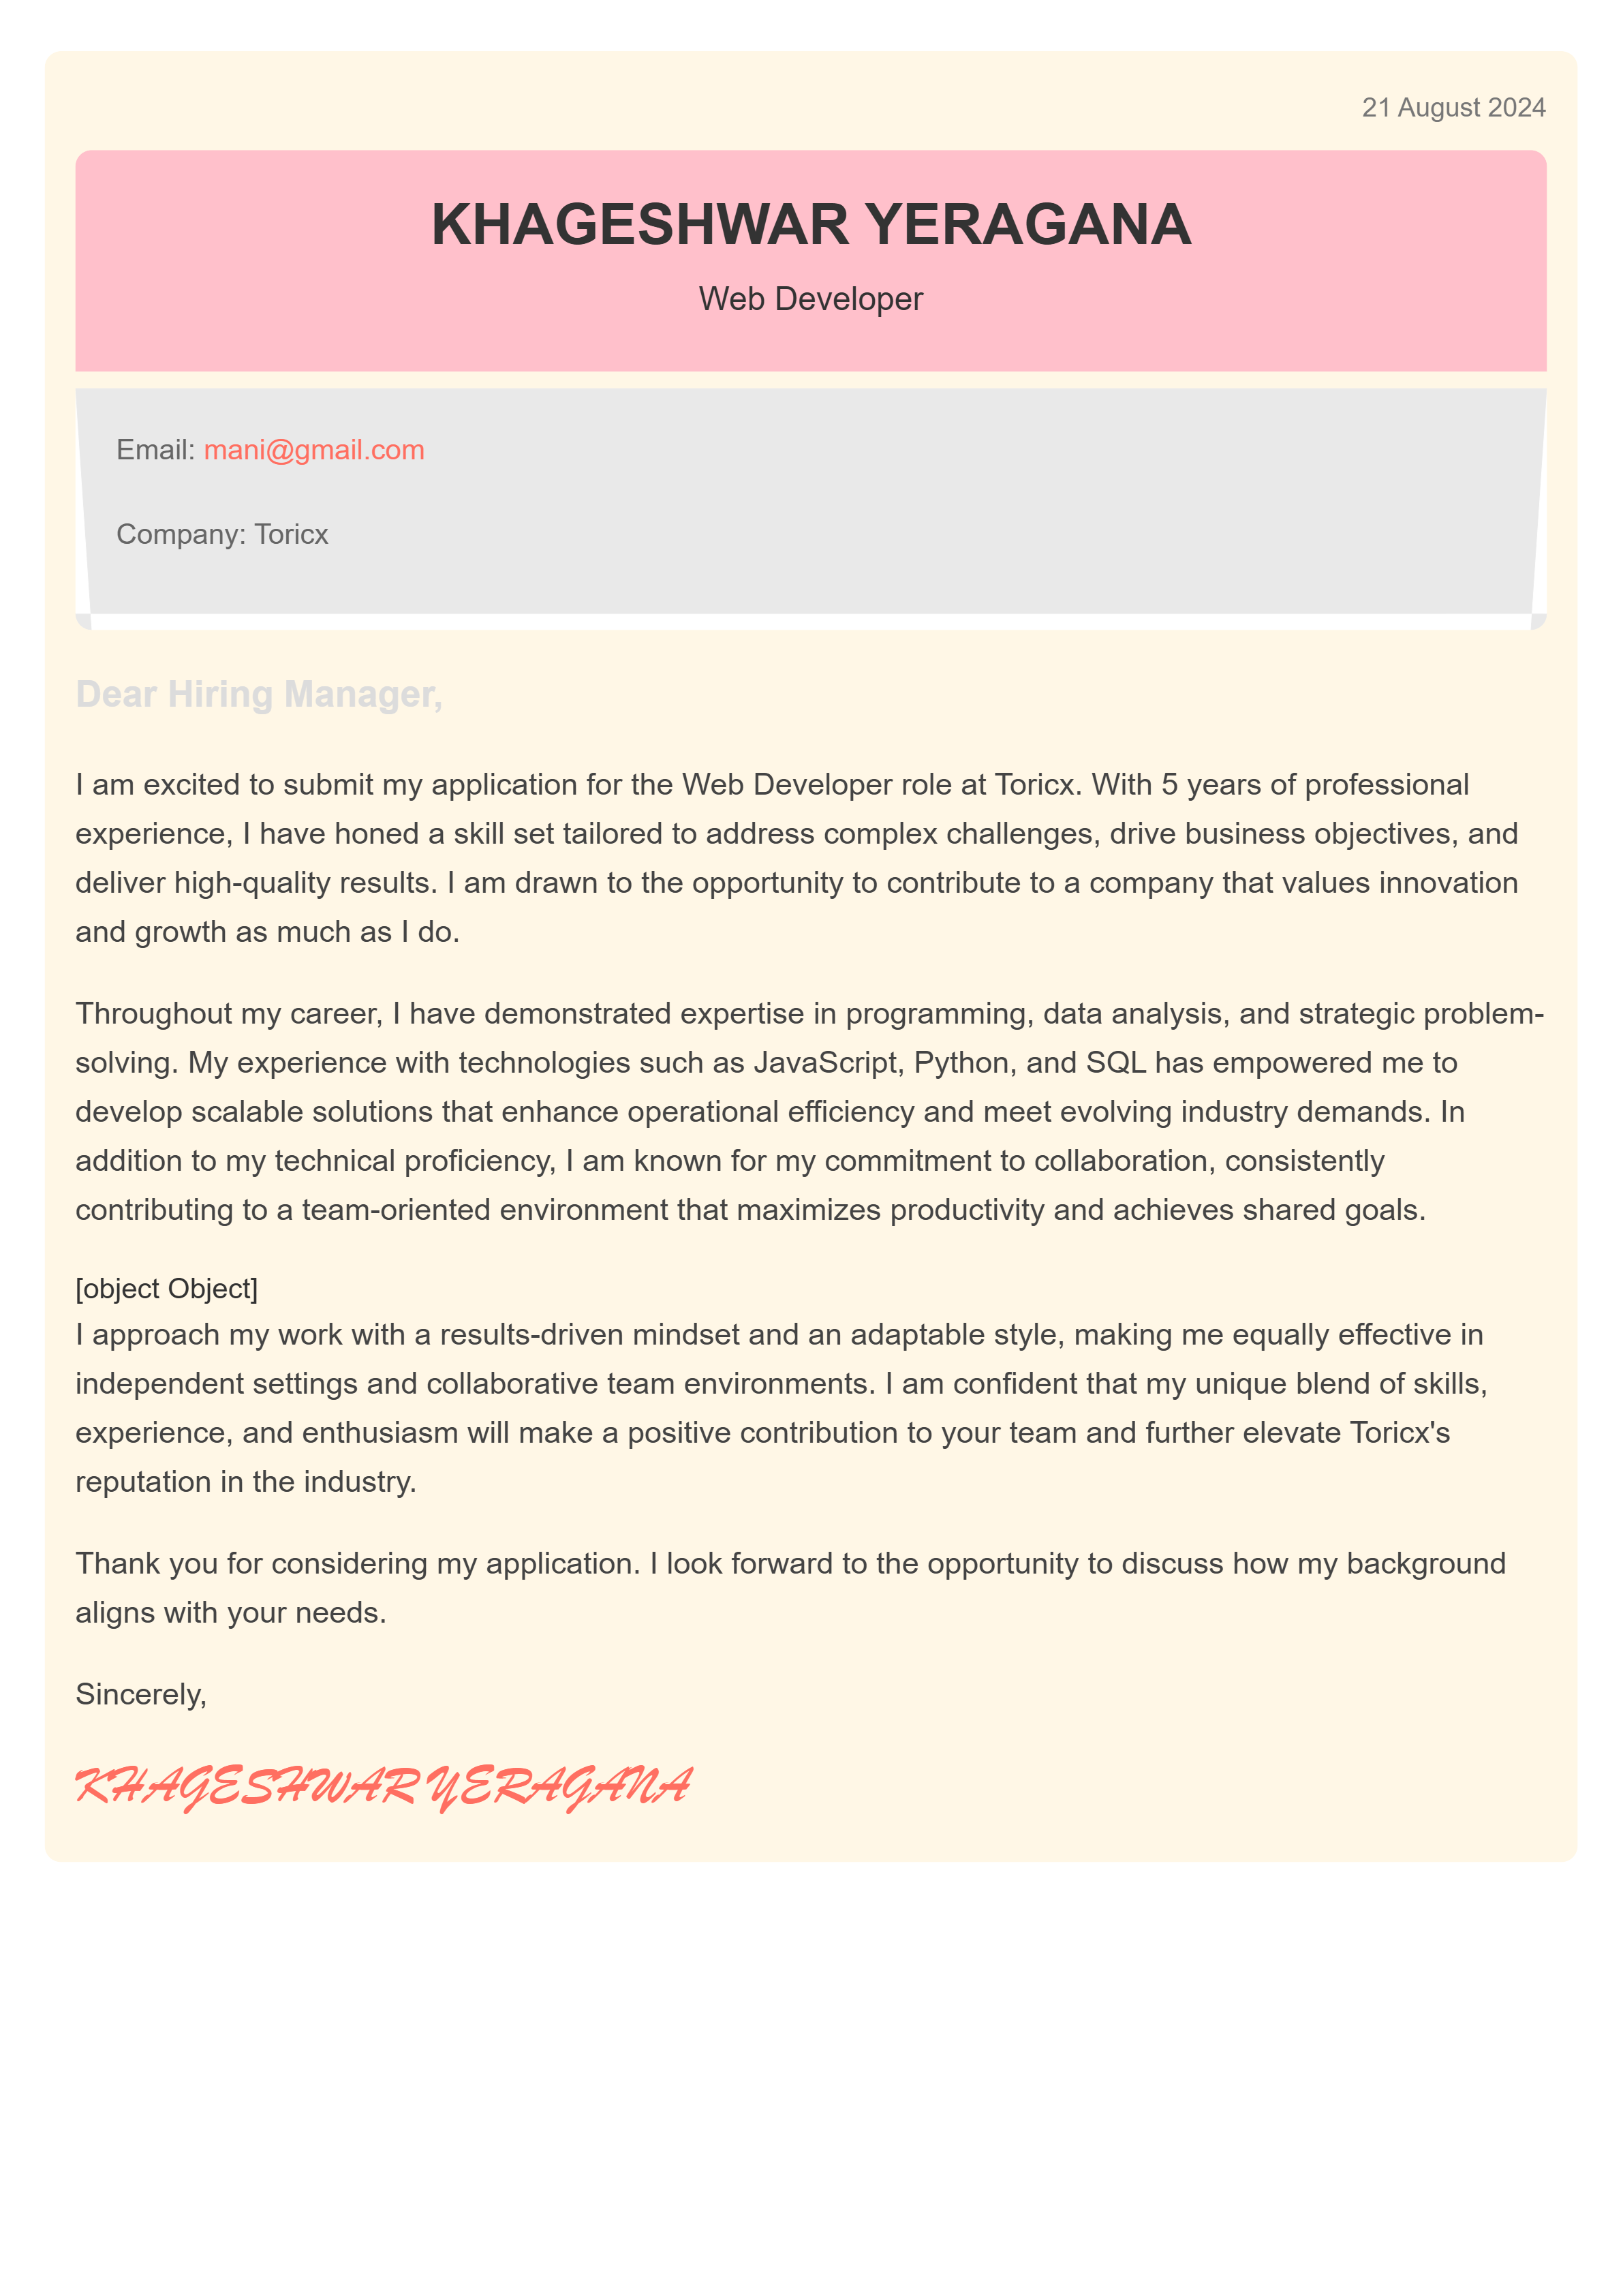 21 August 2024
KHAGESHWAR YERAGANA
Web Developer
Email: mani@gmail.com
Company: Toricx
Dear Hiring Manager,
I am excited to submit my application for the Web Developer role at Toricx. With 5 years of professional
experience, I have honed a skill set tailored to address complex challenges, drive business objectives, and
deliver high-quality results. I am drawn to the opportunity to contribute to a company that values innovation
and growth as much as I do.
Throughout my career, I have demonstrated expertise in programming, data analysis, and strategic problem-
solving. My experience with technologies such as JavaScript, Python, and SQL has empowered me to
develop scalable solutions that enhance operational efficiency and meet evolving industry demands. In
addition to my technical proficiency, I am known for my commitment to collaboration, consistently
contributing to a team-oriented environment that maximizes productivity and achieves shared goals.
[object Object]
I approach my work with a results-driven mindset and an adaptable style, making me equally effective in
independent settings and collaborative team environments. I am confident that my unique blend of skills,
experience, and enthusiasm will make a positive contribution to your team and further elevate Toricx's
reputation in the industry.
Thank you for considering my application. I look forward to the opportunity to discuss how my background
aligns with your needs.
Sincerely,
KHAGESHWAR YERAGANA